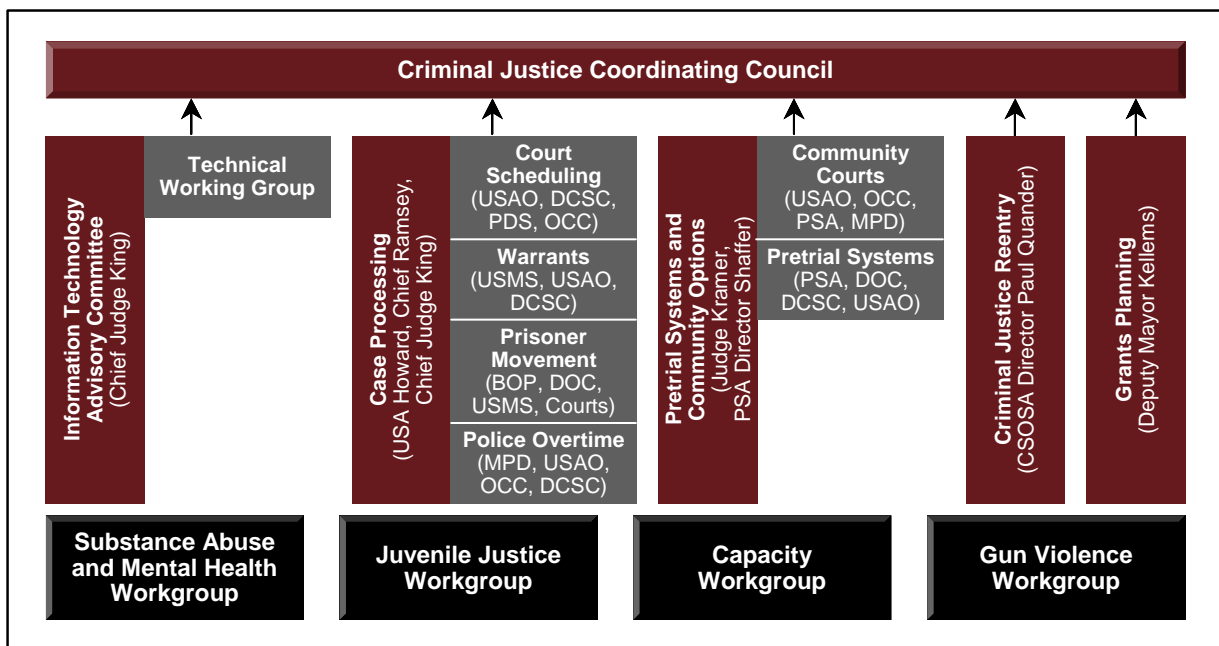 Criminal Justice Coordinating Council
Information Technology
Advisory Committee
(Chief Judge King)
Technical
Working Group
Case Processing
(USA Howard, Chief Ramsey,
Chief Judge King)
Court
Scheduling
(USAO, DCSC,
PDS, OCC)
Warrants
(USMS, USAO,
DCSC)
Prisoner
Movement
(BOP, DOC,
USMS, Courts)
Police Overtime
(MPD, USAO,
OCC, DCSC)
Pretrial Systems and
Community Options
(Judge Kramer,
PSA Director Shaffer)
Community
Courts
(USAO, OCC,
PSA, MPD)
Pretrial Systems
(PSA, DOC,
DCSC, USAO)
Criminal Justice Reentry
(CSOSA Director Paul Quander)
Grants Planning
(Deputy Mayor Kellems)
Substance Abuse
and Mental Health
Workgroup
Juvenile Justice
Workgroup
Capacity
Workgroup
Gun Violence
Workgroup